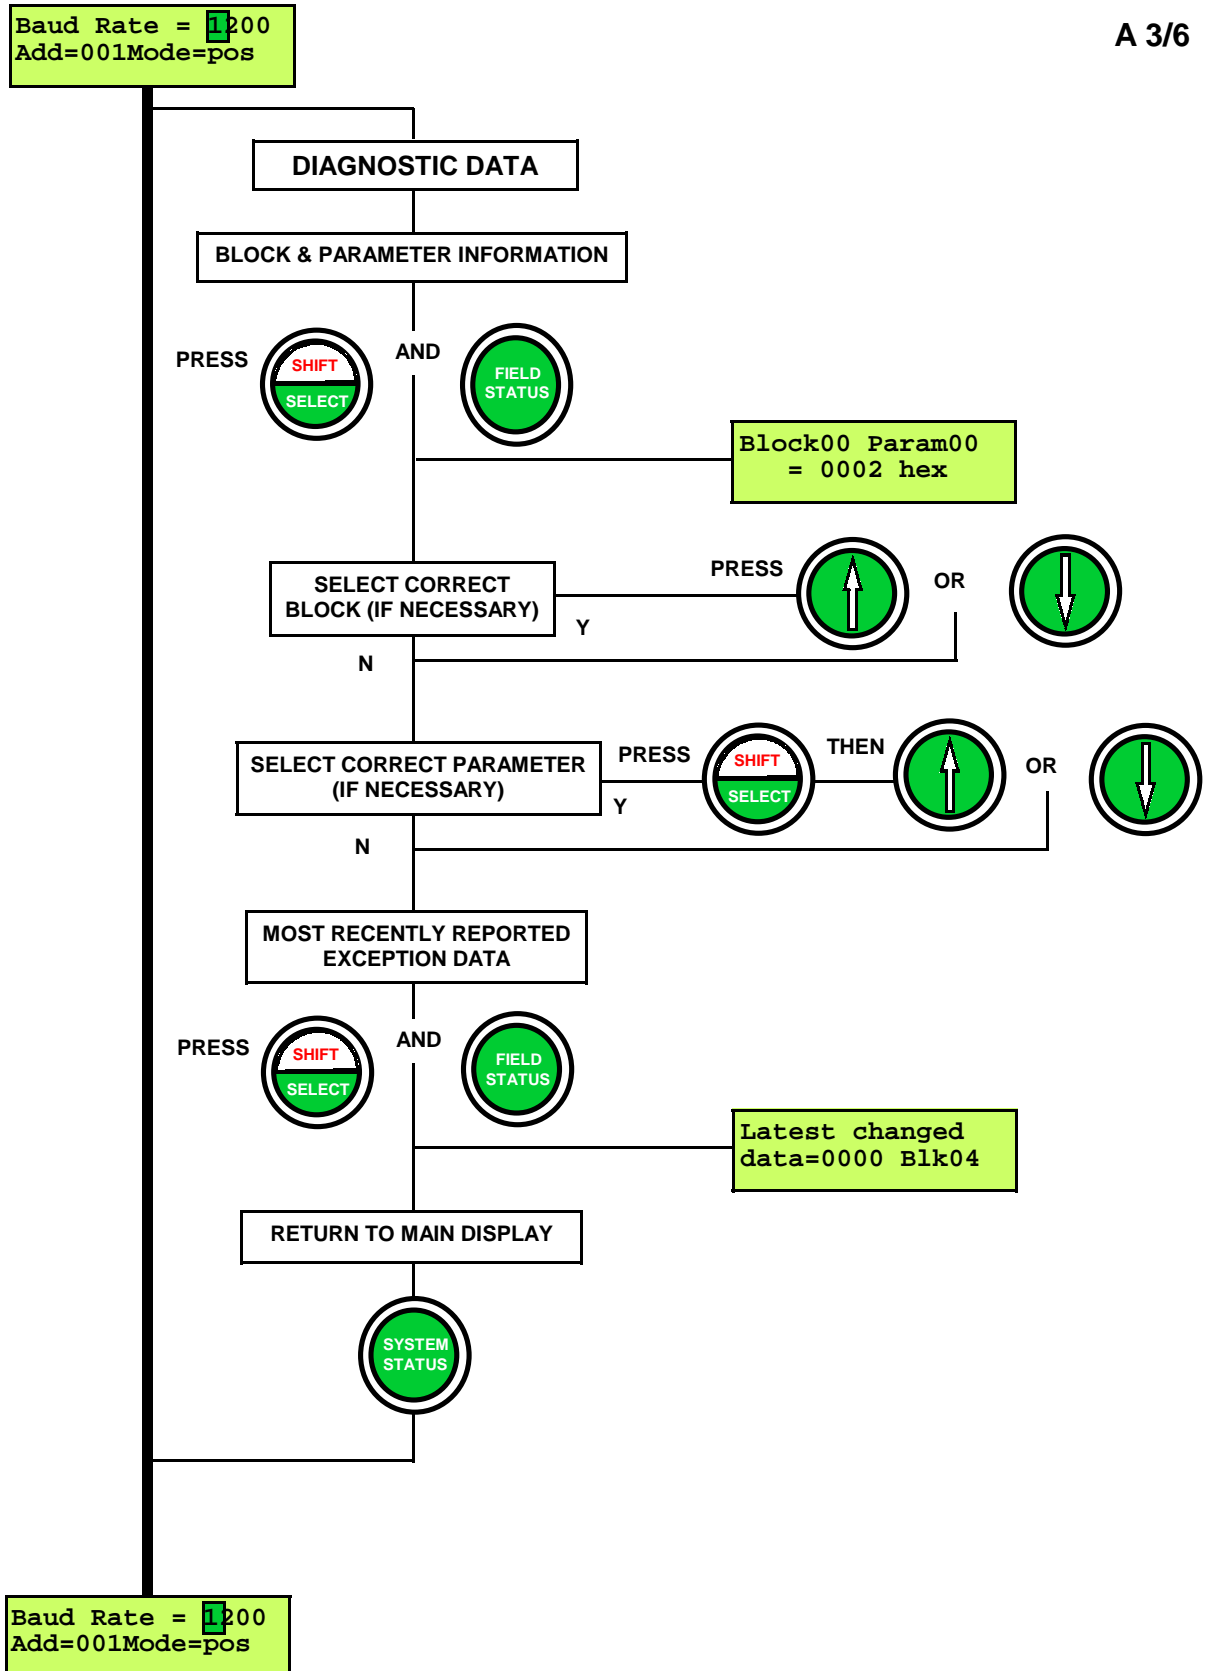 Baud Rate = 1200
Add=001Mode=pos
A 3/6
DIAGNOSTIC DATA
BLOCK & PARAMETER INFORMATION
PRESS
SHIFT
SELECT
AND
FIELD
STATUS
Block00 Param00
= 0002 hex
SELECT CORRECT
BLOCK (IF NECESSARY)
Y
PRESS
OR
N
SELECT CORRECT PARAMETER
(IF NECESSARY)
PRESS
Y
SHIFT
SELECT
THEN
OR
N
MOST RECENTLY REPORTED
EXCEPTION DATA
PRESS
SHIFT
SELECT
AND
FIELD
STATUS
Latest changed
data=0000 Blk04
RETURN TO MAIN DISPLAY
SYSTEM
STATUS
Baud Rate = 1200
Add=001Mode=pos